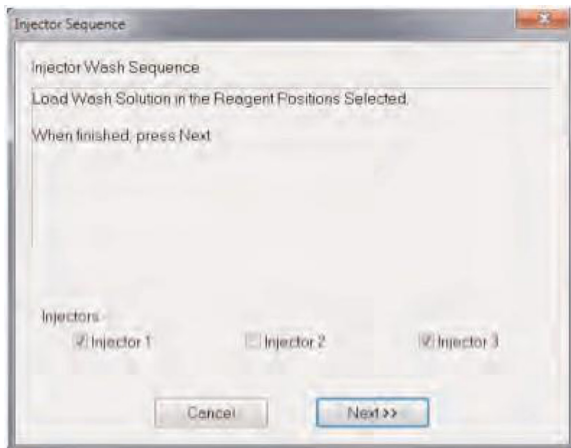 Injector Sequence
Injector Wash Sequence
Load Wash Solution in the Reagent Positions Selected.
When finished, press Next
Injectors
Injector 1 Injector 2 Injector 3
Cancel Next >>